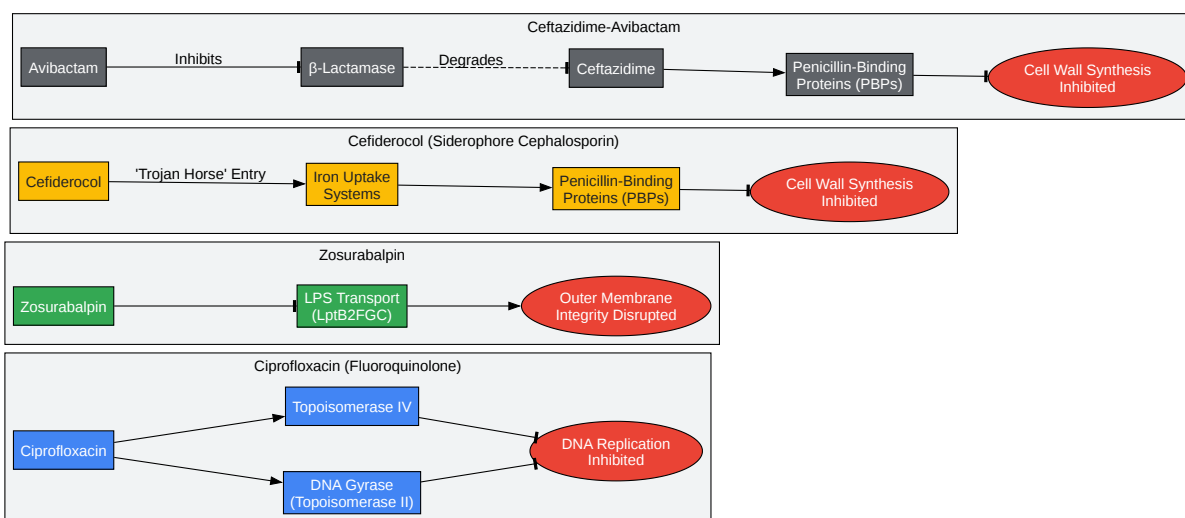 Ceftazidime-Avibactam
Avibactam
Inhibits
β-Lactamase
Degrades
Ceftazidime
Penicillin-Binding
Proteins (PBPs)
Cell Wall Synthesis
Inhibited
Cefiderocol (Siderophore Cephalosporin)
Cefiderocol
'Trojan Horse' Entry
Iron Uptake
Systems
Penicillin-Binding
Proteins (PBPs)
Cell Wall Synthesis
Inhibited
Zosurabalpin
Zosurabalpin
LPS Transport
(LptB2FGC)
Outer Membrane
Integrity Disrupted
Ciprofloxacin (Fluoroquinolone)
Ciprofloxacin
Topoisomerase IV
DNA Gyrase
(Topoisomerase II)
DNA Replication
Inhibited